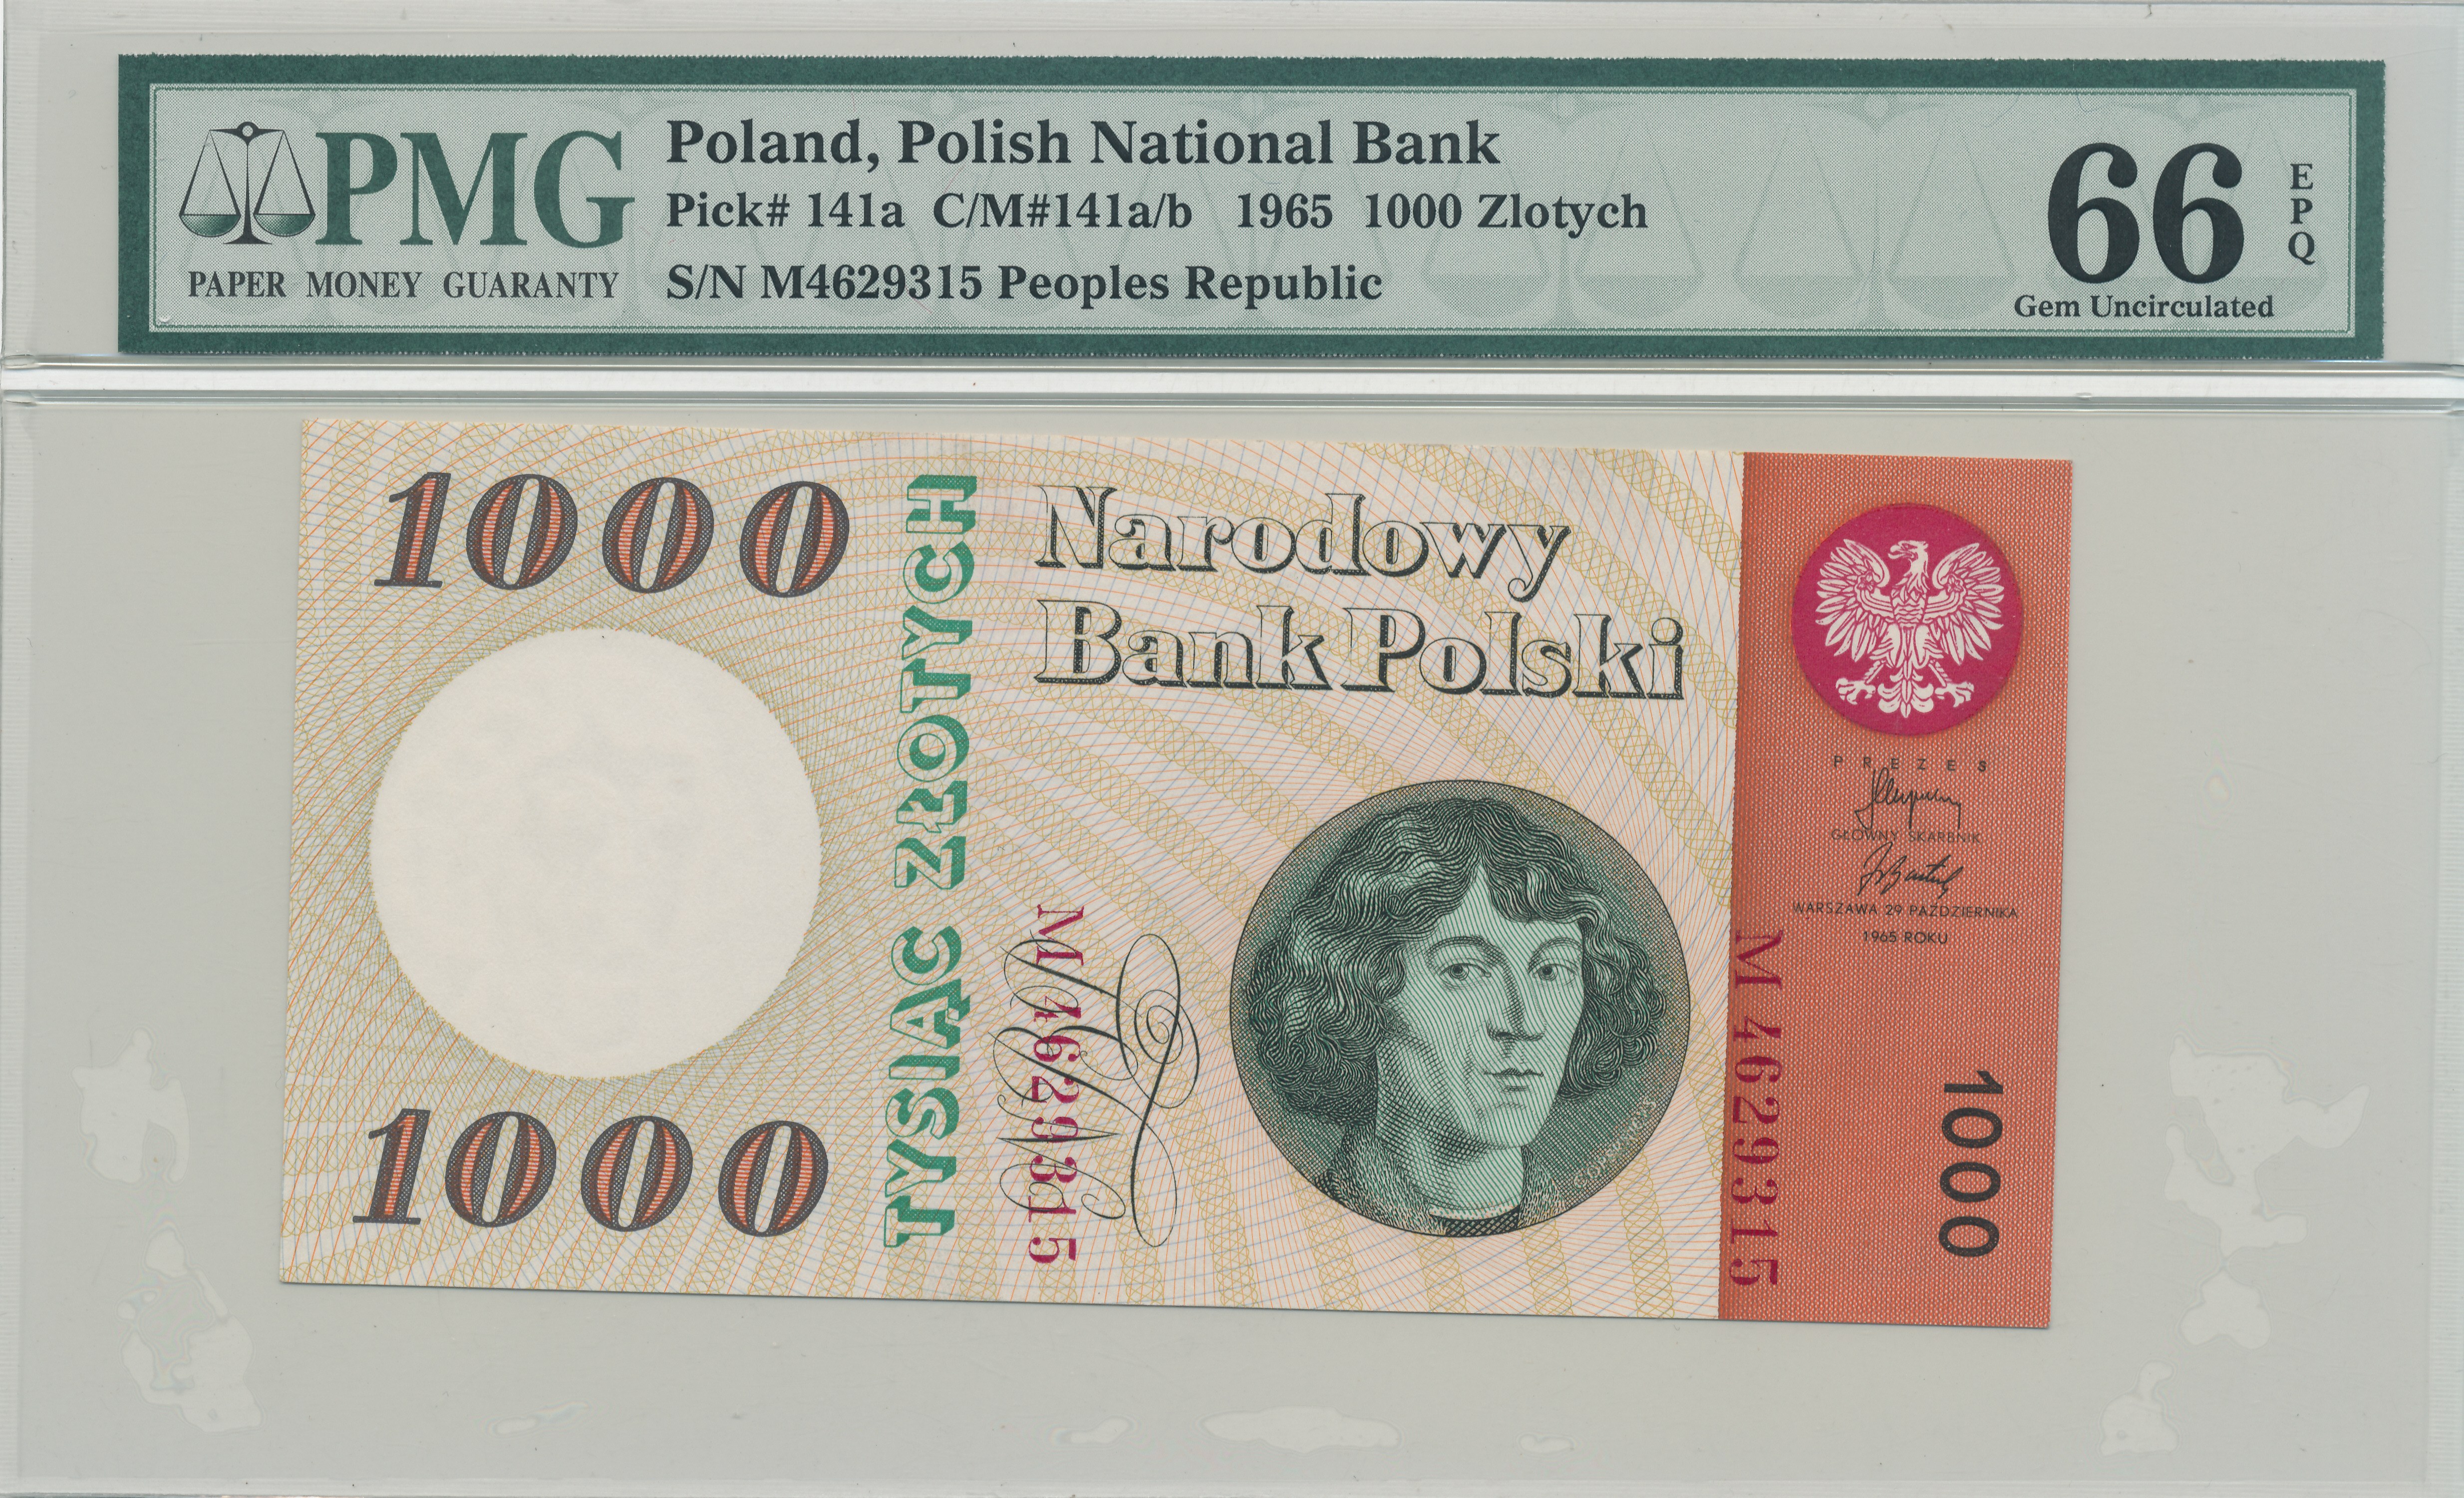 PMG
PAPER MONEY GUARANTY
Poland, Polish National Bank
Pick# 141a C/M#141a/b 1965 1000 Zlotych
S/N M4629315 Peoples Republic
66
EPQ
Gem Uncirculated
1000
TYSIĄC ZŁOTYCH
Narodowy
Bank Polski
PREZES
GŁÓWNY SKARBNIK
WARSZAWA 29 PAŹDZIERNIKA
1965 ROKU
M 4629315
M 4629315
1000
1000